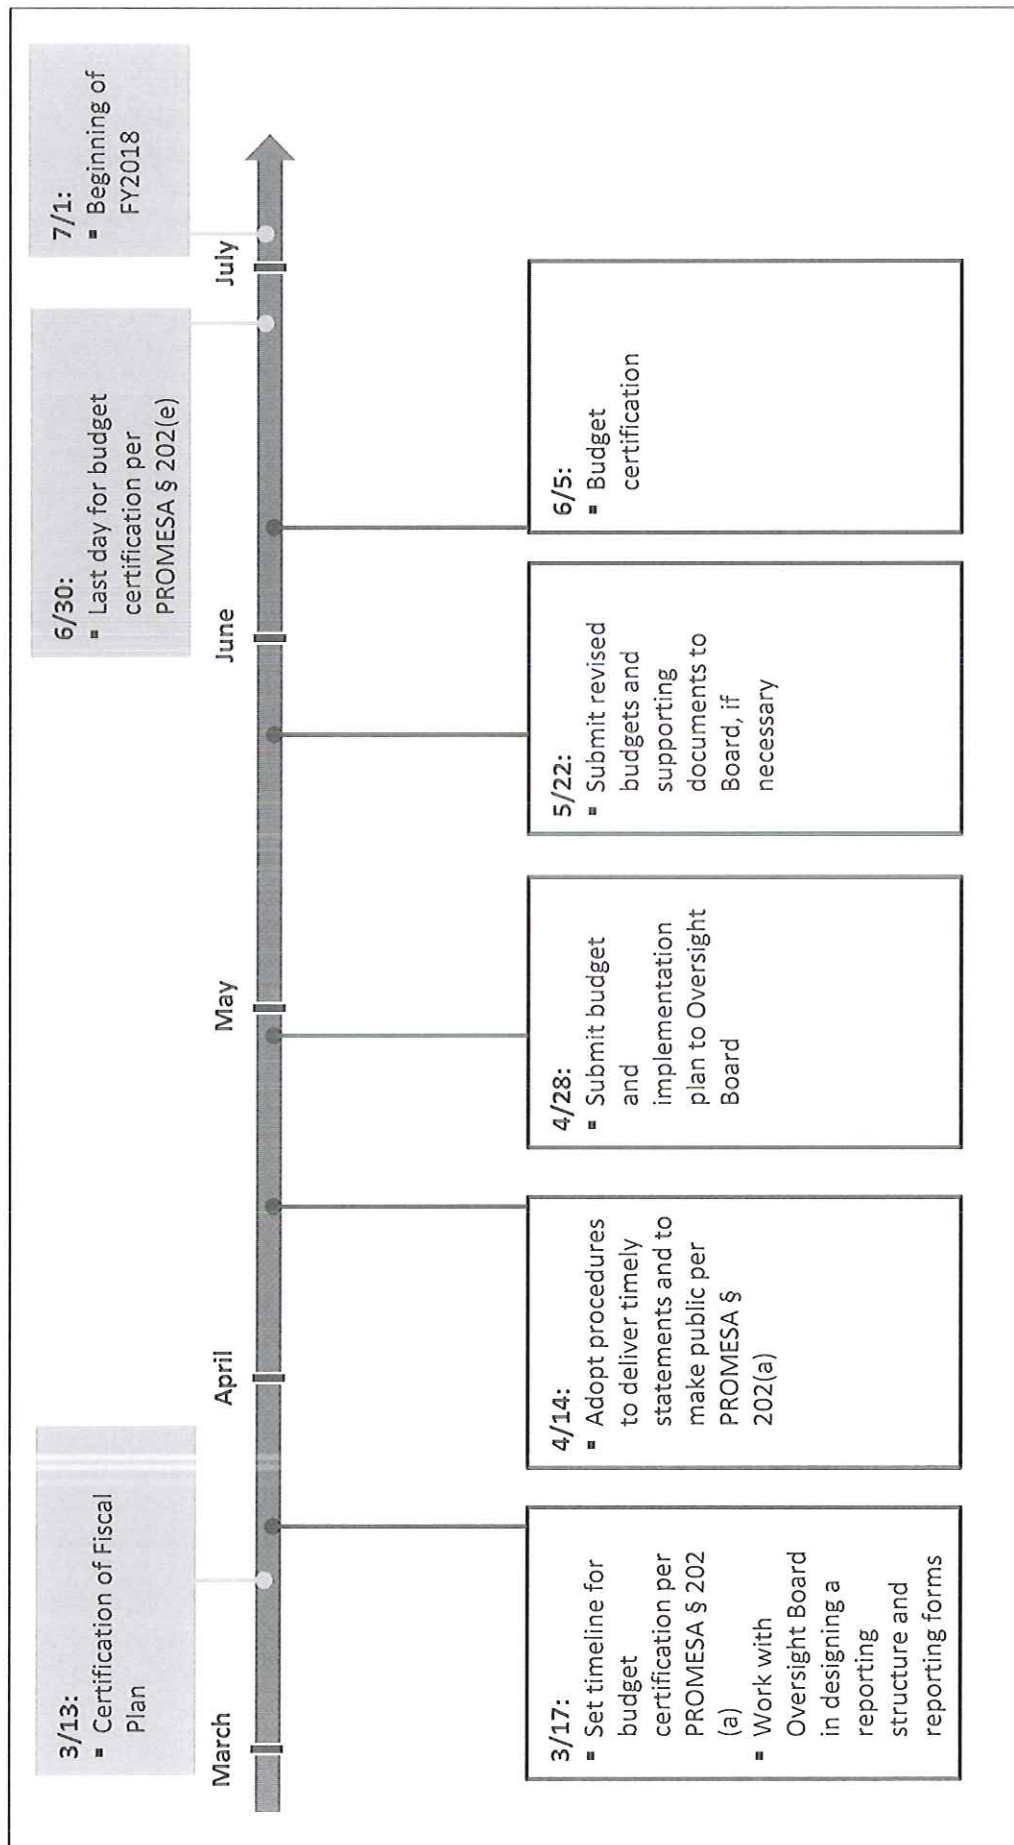 3/13:
▪ Certification of Fiscal
Plan
6/30:
▪ Last day for budget
certification per
PROMESA § 202(e)
7/1:
▪ Beginning of
FY2018
March
April
May
June
July
3/17:
▪ Set timeline for
budget
certification per
PROMESA § 202
(a)
▪ Work with
Oversight Board
in designing a
reporting
structure and
reporting forms
4/14:
▪ Adopt procedures
to deliver timely
statements and to
make public per
PROMESA §
202(a)
4/28:
▪ Submit budget
and
implementation
plan to Oversight
Board
5/22:
▪ Submit revised
budgets and
supporting
documents to
Board, if
necessary
6/5:
▪ Budget
certification